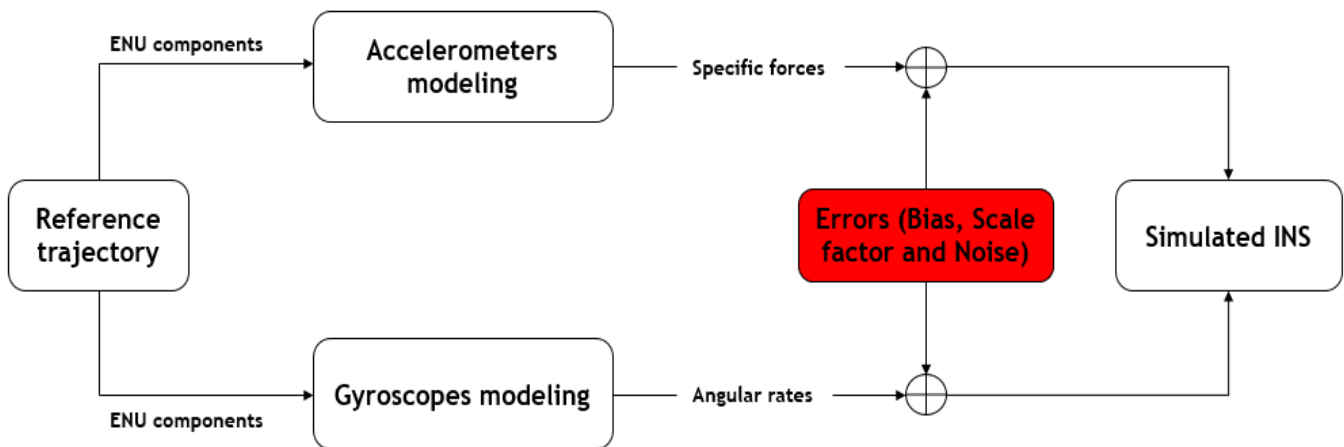 ENU components
Accelerometers
modeling
Specific forces
Reference
trajectory
Errors (Bias, Scale
factor and Noise)
Simulated INS
Gyroscopes modeling
Angular rates
ENU components